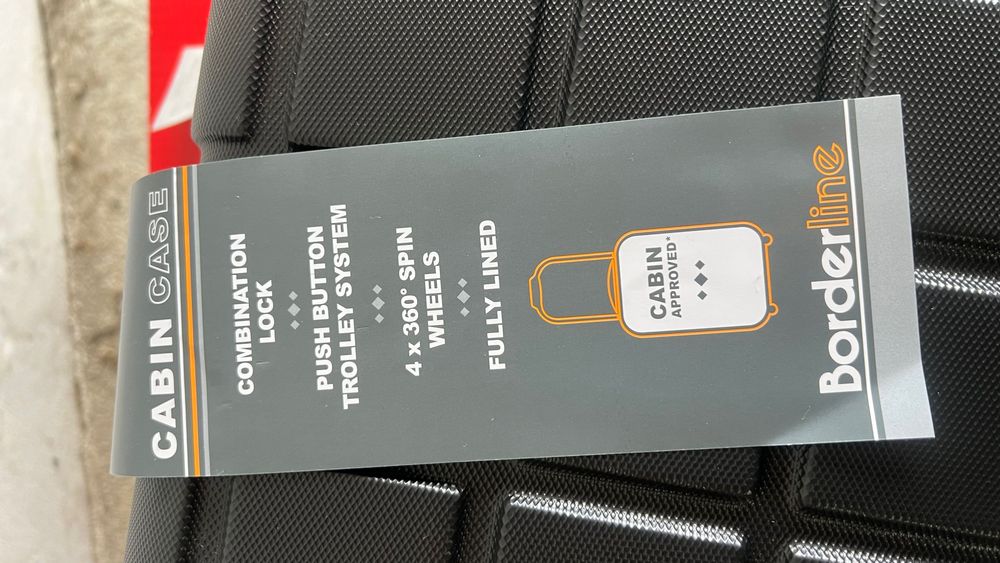 CABIN CASE
COMBINATION
LOCK
PUSH BUTTON
TROLLEY SYSTEM
4 x 360° SPIN
WHEELS
FULLY LINED
CABIN
APPROVED*
Borderline